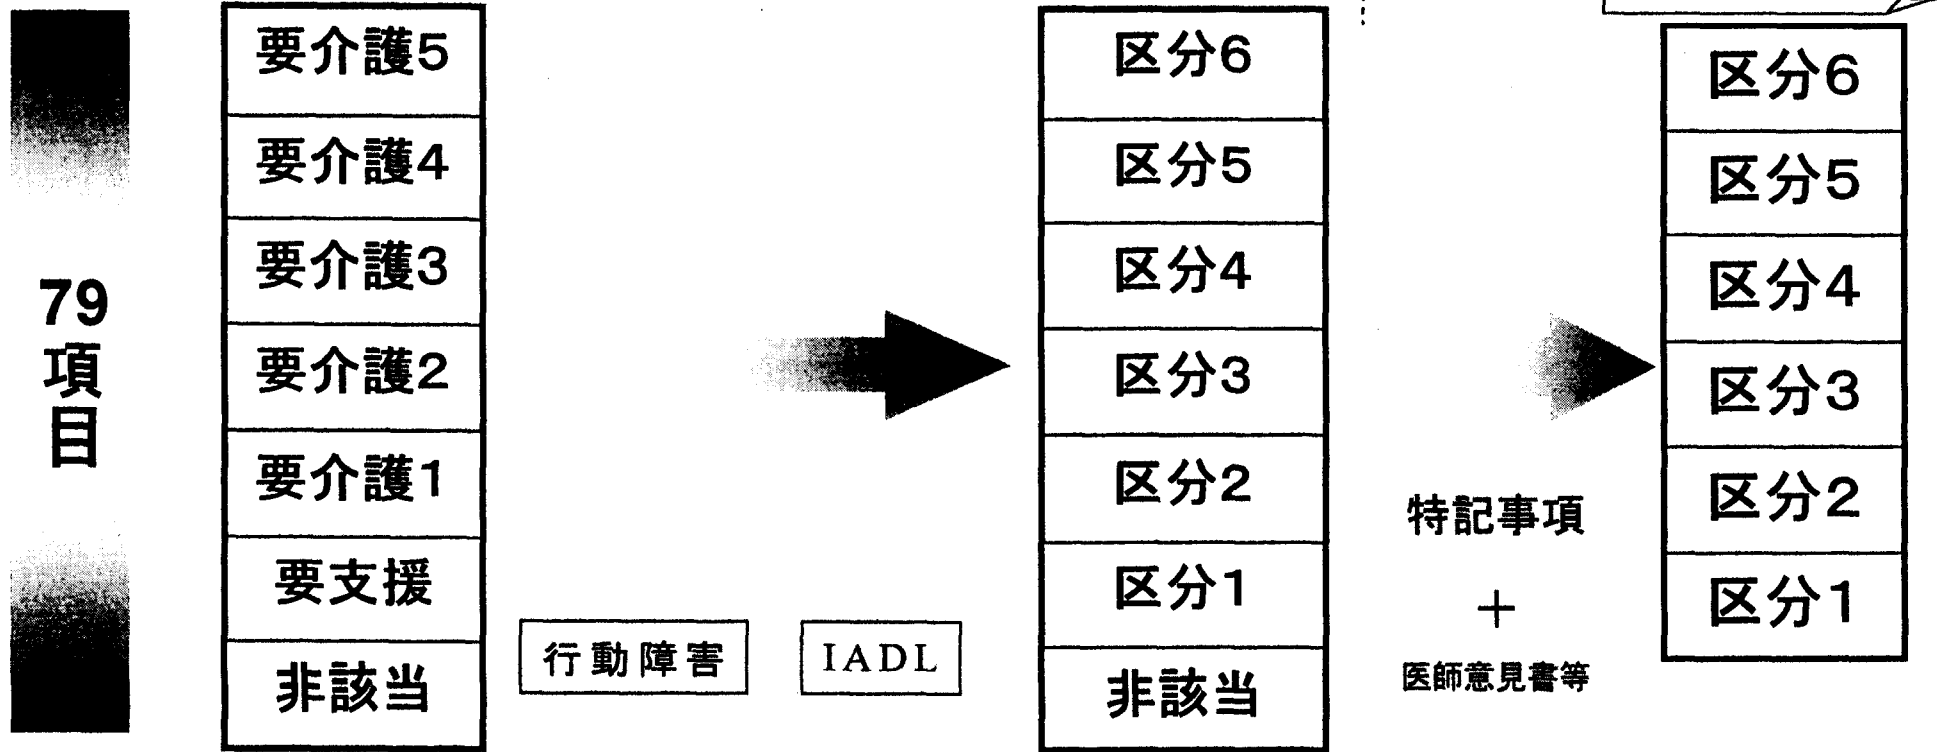 79
項
目
要介護5
要介護4
要介護3
要介護2
要介護1
要支援
非該当
行動障害
IADL
区分6
区分5
区分4
区分3
区分2
区分1
非該当
特記事項
+
医師意見書等
区分6
区分5
区分4
区分3
区分2
区分1